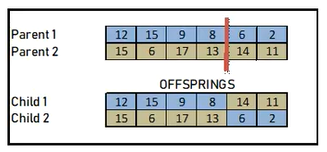 Parent 1 12 15 9 8 6 2
Parent 2 15 6 17 13 14 11
OFFSPRINGS
Child 1 12 15 9 8 14 11
Child 2 15 6 17 13 6 2